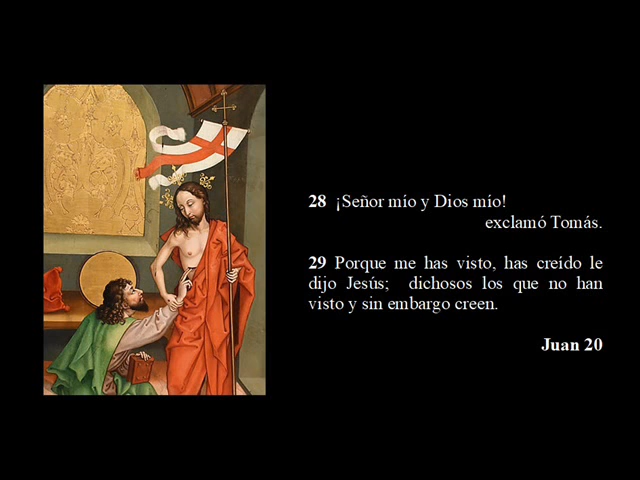 28 ¡Señor mío y Dios mío!
exclamó Tomás.
29 Porque me has visto, has creído le
dijo Jesús; dichosos los que no han
visto y sin embargo creen.
Juan 20